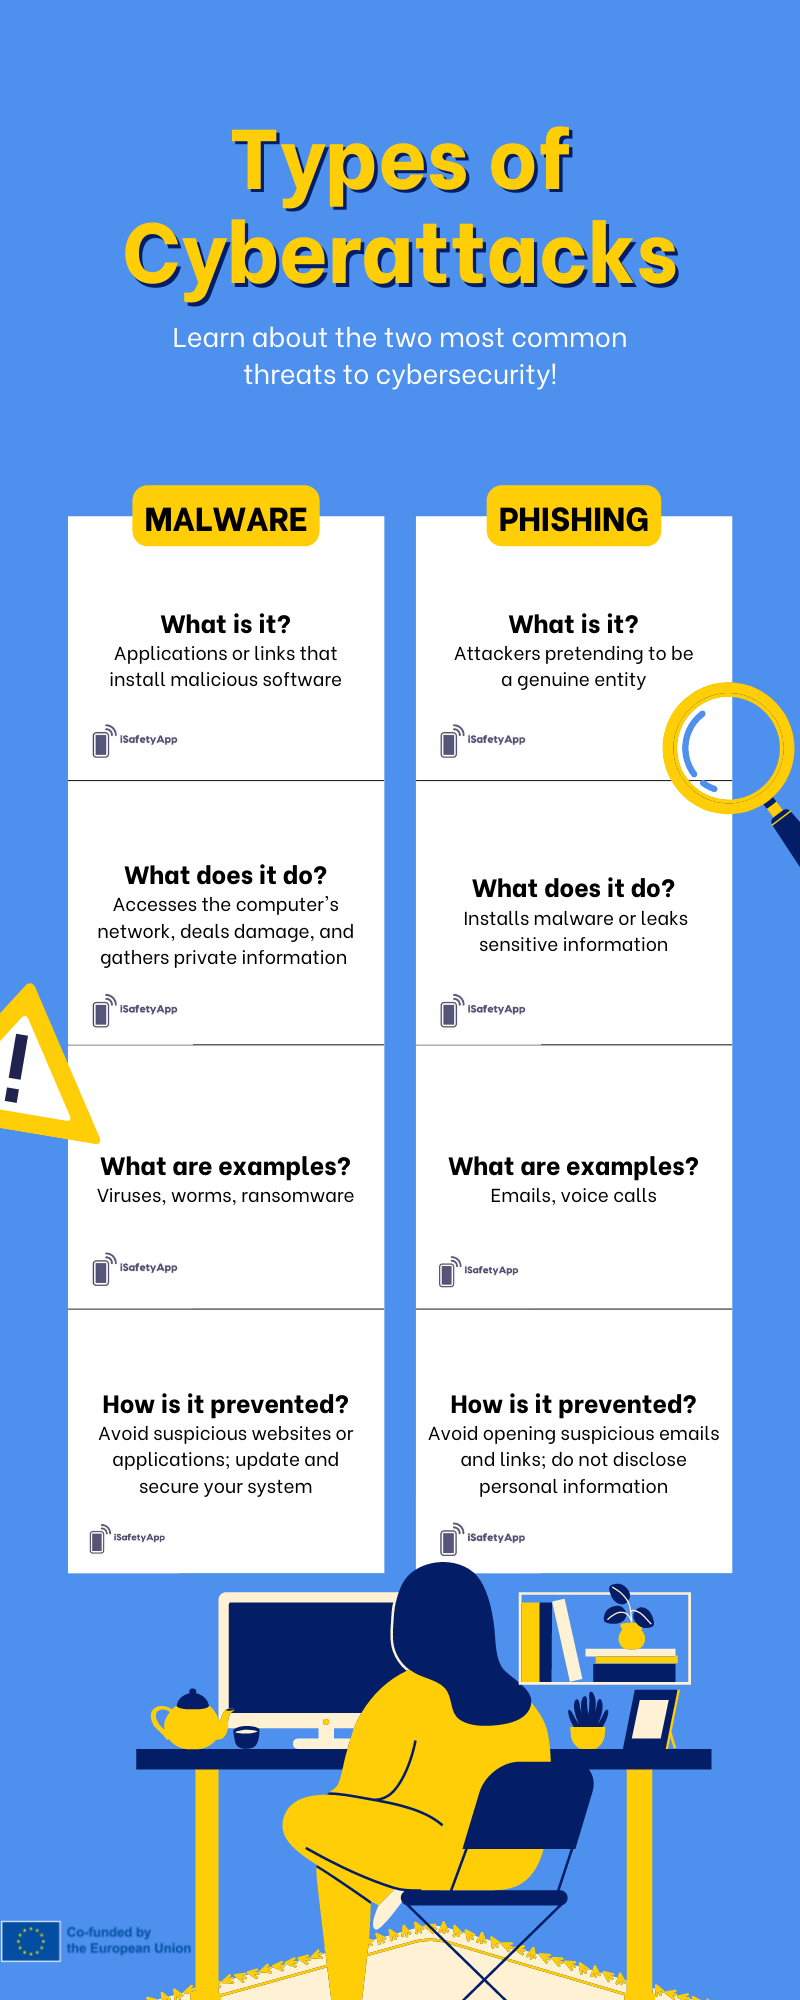 Types of
Cyberattacks
Learn about the two most common
threats to cybersecurity!
MALWARE
What is it?
Applications or links that
install malicious software
iSafetyApp
What does it do?
Accesses the computer's
network, deals damage, and
gathers private information
iSafetyApp
What are examples?
Viruses, worms, ransomware
iSafetyApp
How is it prevented?
Avoid suspicious websites or
applications; update and
secure your system
iSafetyApp
PHISHING
What is it?
Attackers pretending to be
a genuine entity
iSafetyApp
What does it do?
Installs malware or leaks
sensitive information
iSafetyApp
What are examples?
Emails, voice calls
iSafetyApp
How is it prevented?
Avoid opening suspicious emails
and links; do not disclose
personal information
iSafetyApp
!
Co-funded by
the European Union